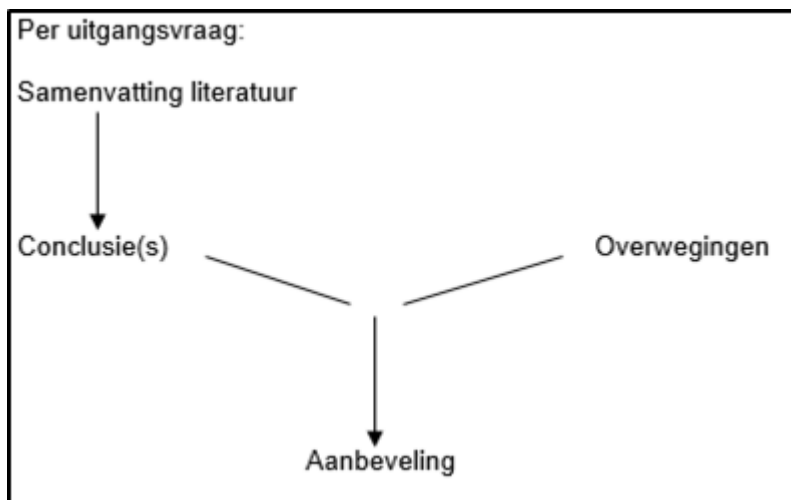 Per uitgangsvraag:
Samenvatting literatuur
Conclusie(s)
Overwegingen
Aanbeveling